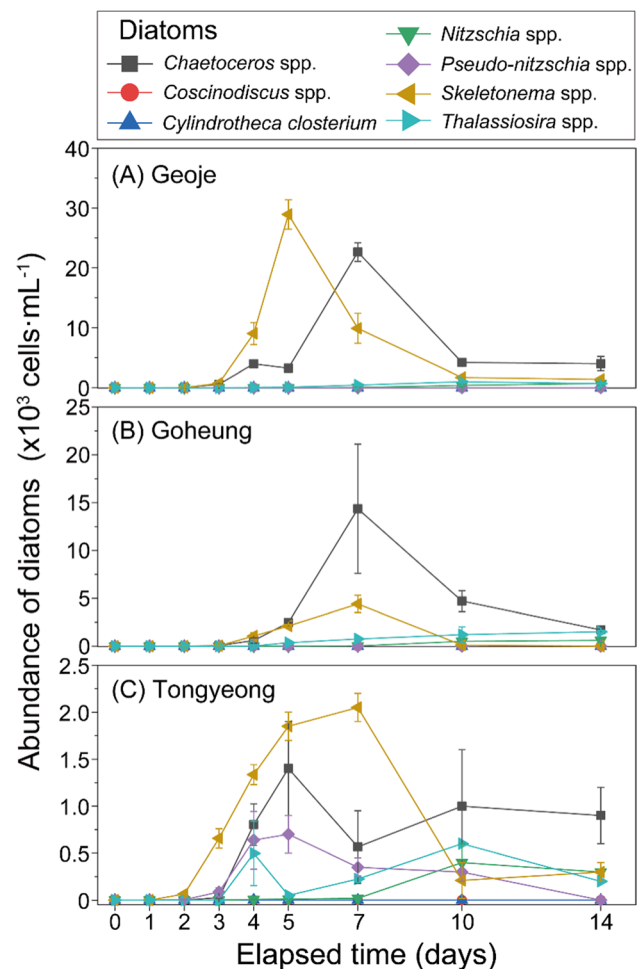 Diatoms
Chaetoceros spp.
Coscinodiscus spp.
Cylindrotheca closterium
Nitzschia spp.
Pseudo-nitzschia spp.
Skeletonema spp.
Thalassiosira spp.
Abundance of diatoms (x10³ cells·mL⁻¹)
(A) Geoje
40
30
20
10
0
(B) Goheung
25
20
15
10
5
0
(C) Tongyeong
2.5
2.0
1.5
1.0
0.5
0.0
0 1 2 3 4 5 7 10 14
Elapsed time (days)